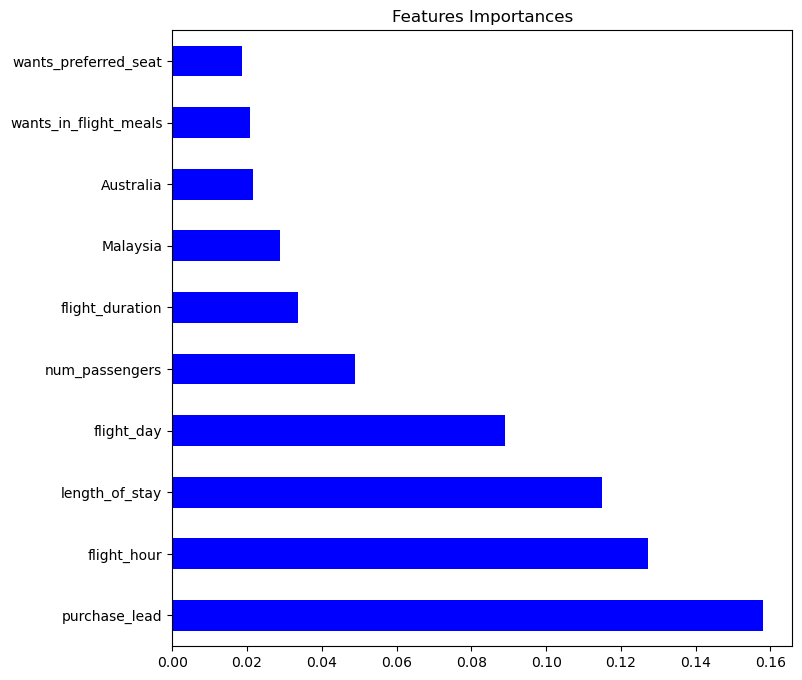 Features Importances
wants_preferred_seat
wants_in_flight_meals
Australia
Malaysia
flight_duration
num_passengers
flight_day
length_of_stay
flight_hour
purchase_lead
0.00 0.02 0.04 0.06 0.08 0.10 0.12 0.14 0.16